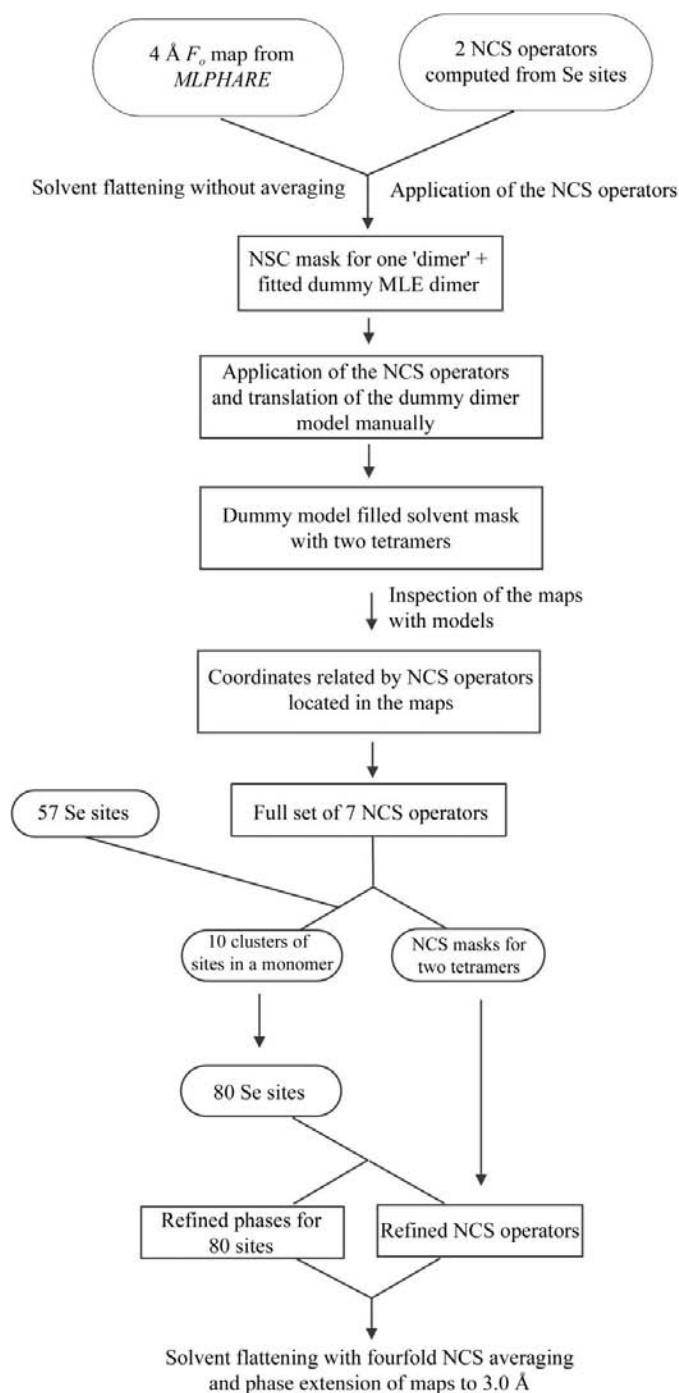 4 Å Fo map from
MLPHARE
2 NCS operators
computed from Se sites
Solvent flattening without averaging
Application of the NCS operators
NSC mask for one 'dimer' +
fitted dummy MLE dimer
Application of the NCS operators
and translation of the dummy dimer
model manually
Dummy model filled solvent mask
with two tetramers
Inspection of the maps
with models
Coordinates related by NCS operators
located in the maps
57 Se sites
Full set of 7 NCS operators
10 clusters of
sites in a monomer
NCS masks for
two tetramers
80 Se sites
Refined phases for
80 sites
Refined NCS operators
Solvent flattening with fourfold NCS averaging
and phase extension of maps to 3.0 Å